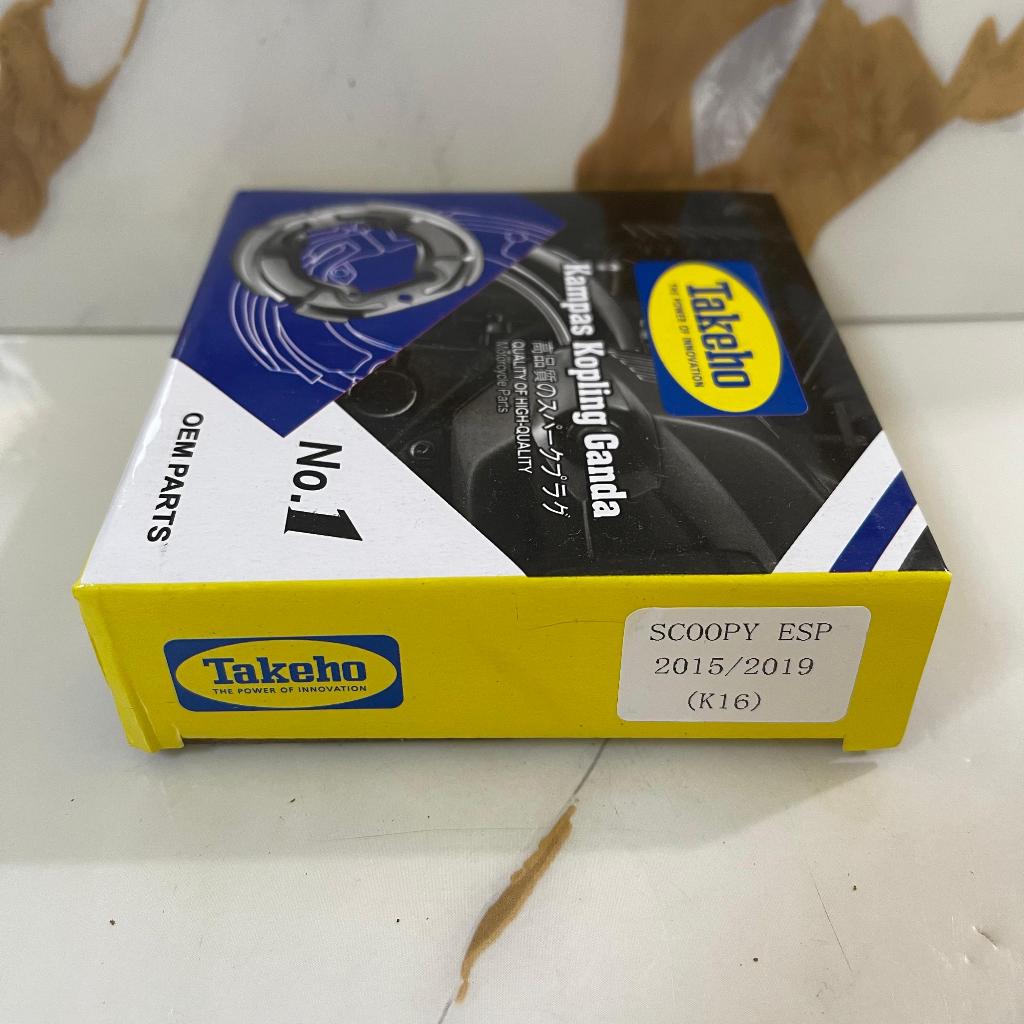 Takeho
THE POWER OF INNOVATION
Kampas Kopling Ganda
高品質のスパークプラグ
QUALITY OF HIGH-QUALITY
Motorcycle Parts
No.1
OEM PARTS
Takeho
THE POWER OF INNOVATION
SCOOPY ESP
2015/2019
(K16)